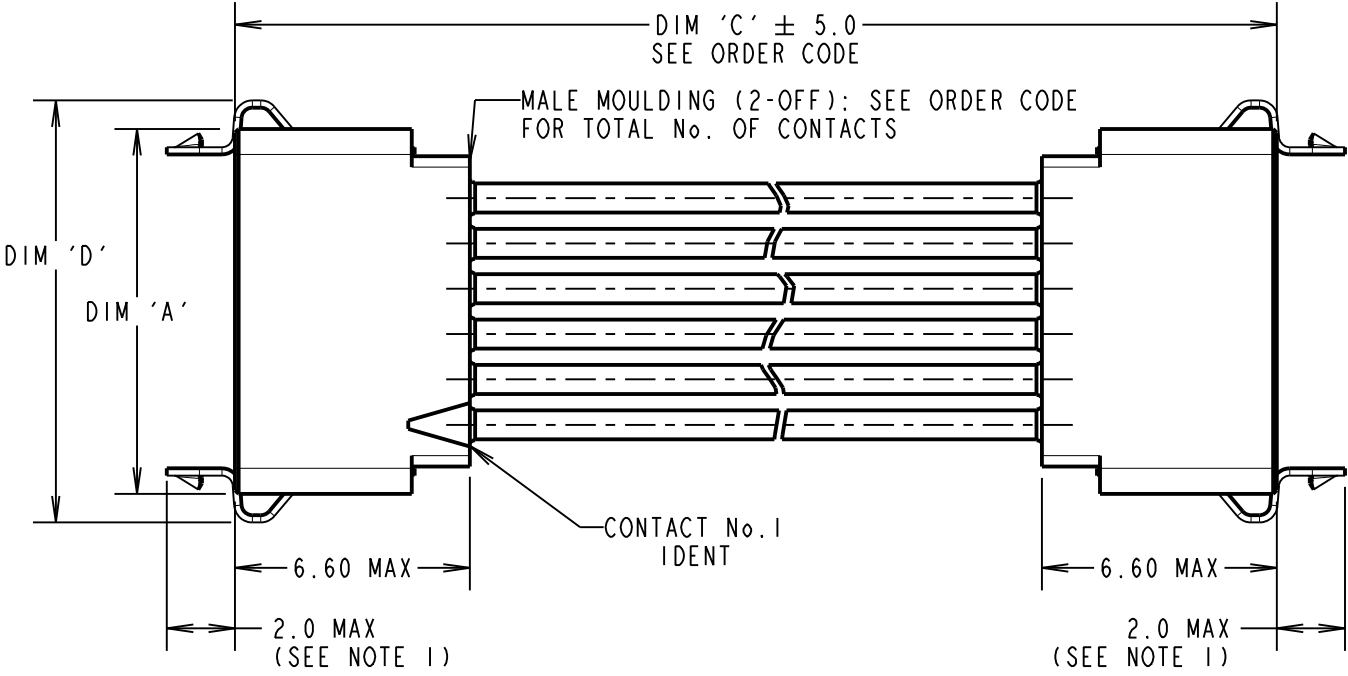 DIM 'C' ± 5.0
SEE ORDER CODE
MALE MOULDING (2-OFF): SEE ORDER CODE
FOR TOTAL No. OF CONTACTS
DIM 'D'
DIM 'A'
CONTACT No.1
IDENT
6.60 MAX
6.60 MAX
2.0 MAX
(SEE NOTE 1)
2.0 MAX
(SEE NOTE 1)